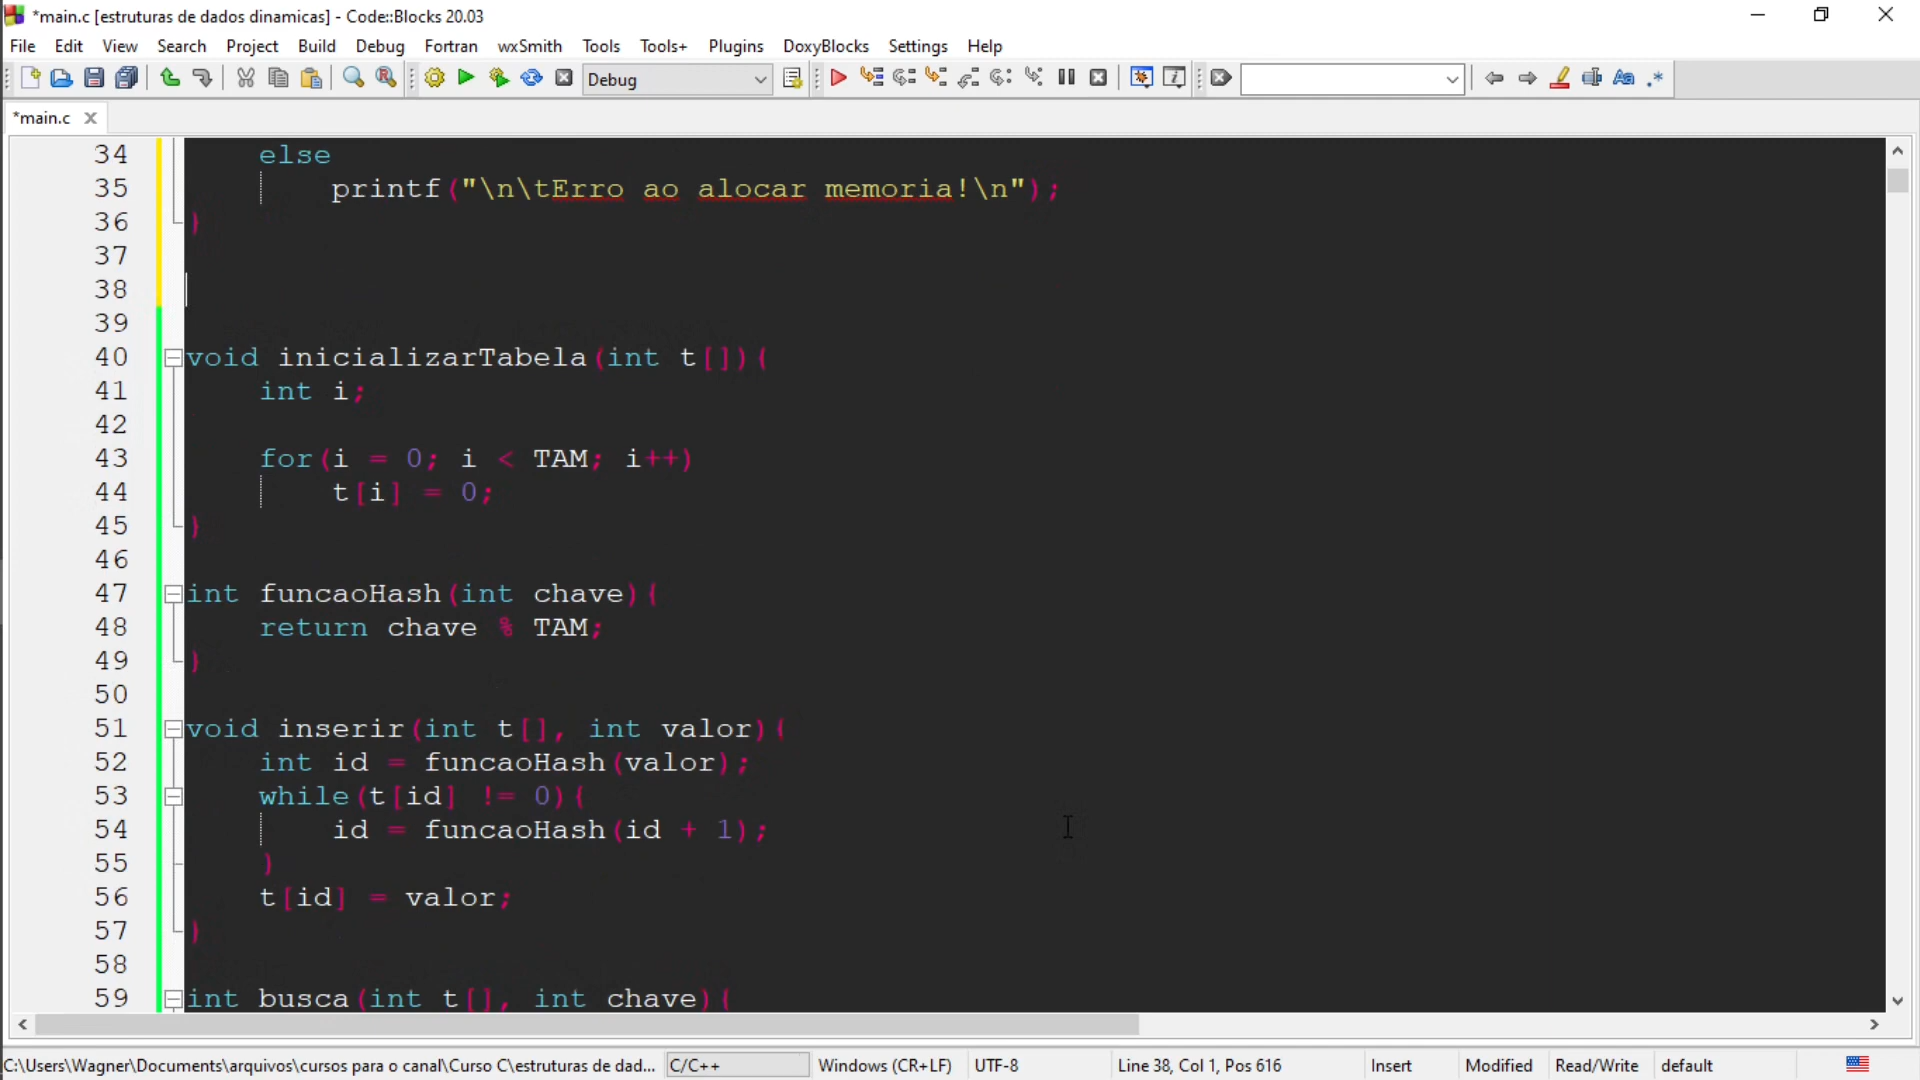 *main.c [estruturas de dados dinamicas] - Code::Blocks 20.03
File Edit View Search Project Build Debug Fortran wxSmith Tools Tools+ Plugins DoxyBlocks Settings Help
Debug
*main.c
34 else
35 printf("\n\tErro ao alocar memoria!\n");
36 }
37
38
39
40 void inicializarTabela(int t[]){
41 int i;
42
43 for(i = 0; i < TAM; i++)
44 t[i] = 0;
45 }
46
47 int funcaoHash(int chave){
48 return chave % TAM;
49 }
50
51 void inserir(int t[], int valor){
52 int id = funcaoHash(valor);
53 while(t[id] != 0){
54 id = funcaoHash(id + 1);
55 }
56 t[id] = valor;
57 }
58
59 int busca(int t[], int chave){
C:\Users\Wagner\Documents\arquivos\cursos para o canal\Curso C\estruturas de dad... C/C++ Windows (CR+LF) UTF-8 Line 38, Col 1, Pos 616 Insert Modified Read/Write default